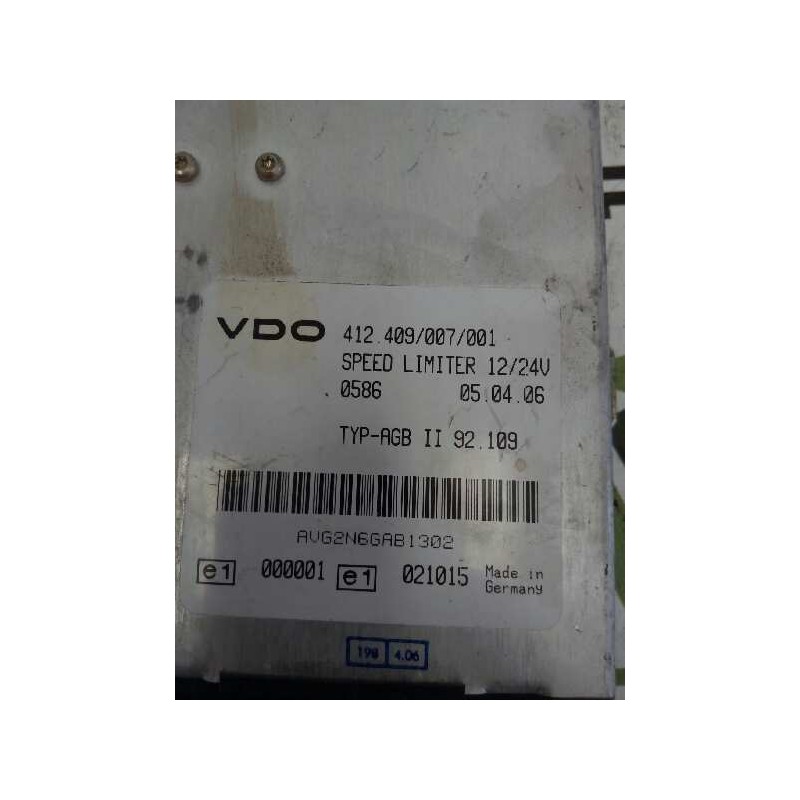 VDO 412.409/007/001
SPEED LIMITER 12/24V
0586 05.04.06
TYP-AGB II 92.109
AVG2N6GAB1302
e1 000001 e1 021015 Made in
Germany
198 4.06